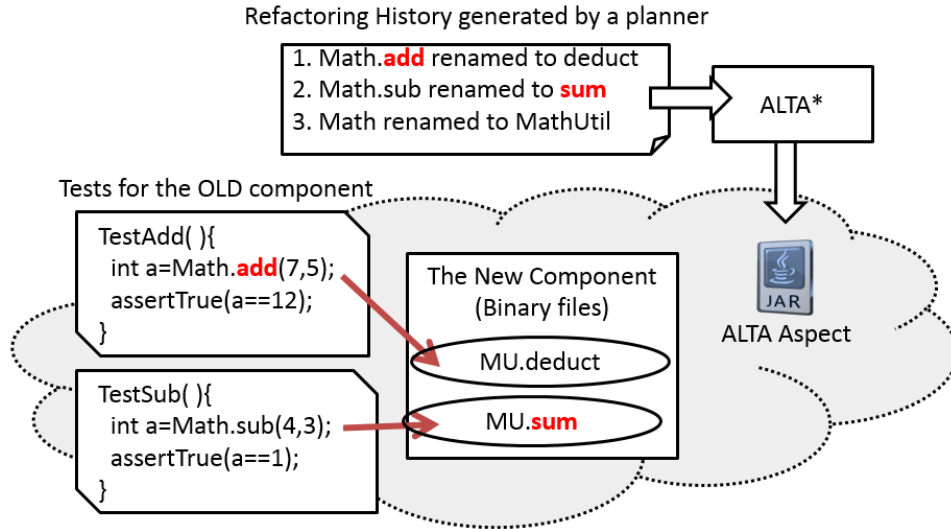 Refactoring History generated by a planner
1. Math.add renamed to deduct
2. Math.sub renamed to sum
3. Math renamed to MathUtil
ALTA*
Tests for the OLD component
TestAdd( ){
int a=Math.add(7,5);
assertTrue(a==12);
}
The New Component
(Binary files)
MU.deduct
MU.sum
JAR
ALTA Aspect
TestSub( ){
int a=Math.sub(4,3);
assertTrue(a==1);
}